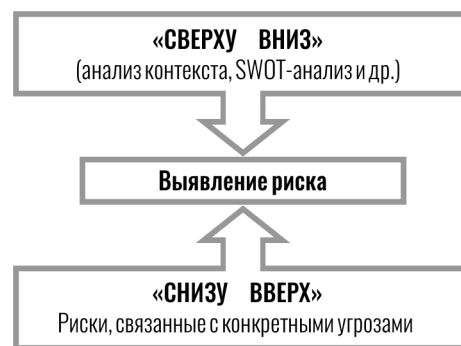 «СВЕРХУ ВНИЗ»
(анализ контекста, SWOT-анализ и др.)
Выявление риска
«СНИЗУ ВВЕРХ»
Риски, связанные с конкретными угрозами